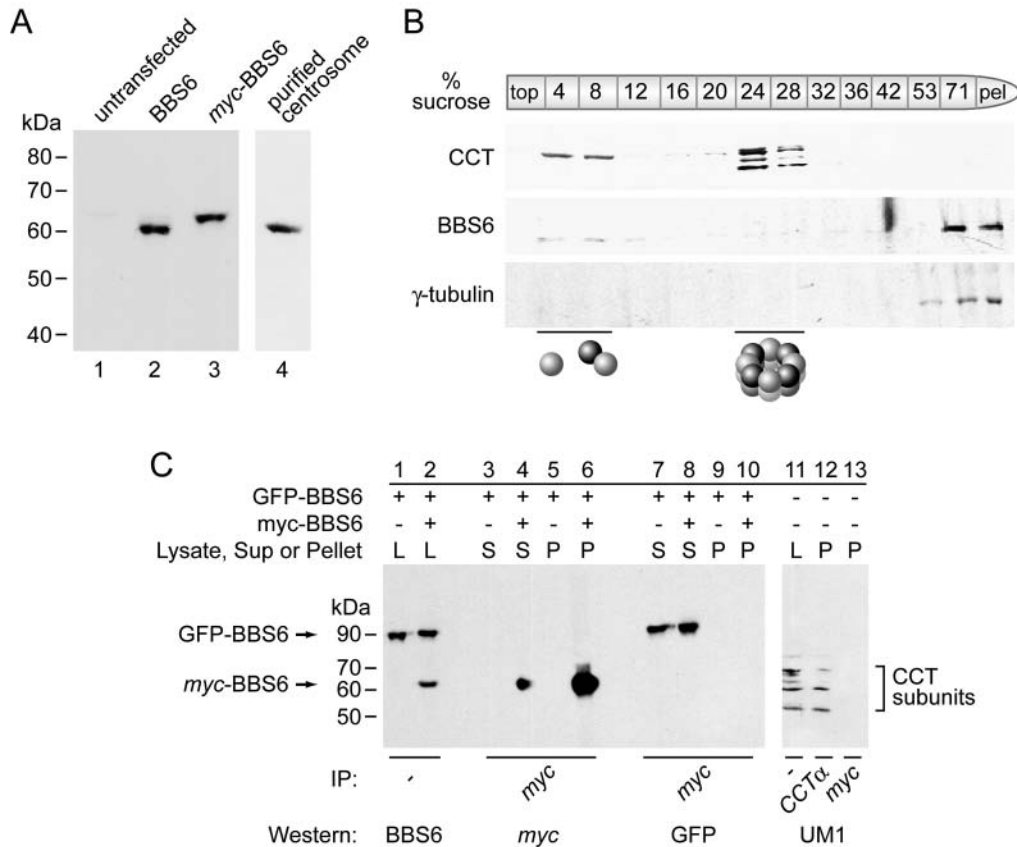 A
untransfected
BBS6
myc-BBS6
purified
centrosome
kDa
80
70
60
50
40
1 2 3 4
B
%
sucrose
top 4 8 12 16 20 24 28 32 36 42 53 71 pel
CCT
BBS6
γ-tubulin
C
1 2 3 4 5 6 7 8 9 10 11 12 13
GFP-BBS6 + + + + + + + + + + - - -
myc-BBS6 - + - + - + - + - + - - -
Lysate, Sup or Pellet L L S S P P S S P P L P P
kDa
GFP-BBS6 90
70
myc-BBS6 60
50
CCT
subunits
IP: - myc myc - CCTα myc
Western: BBS6 myc GFP UM1